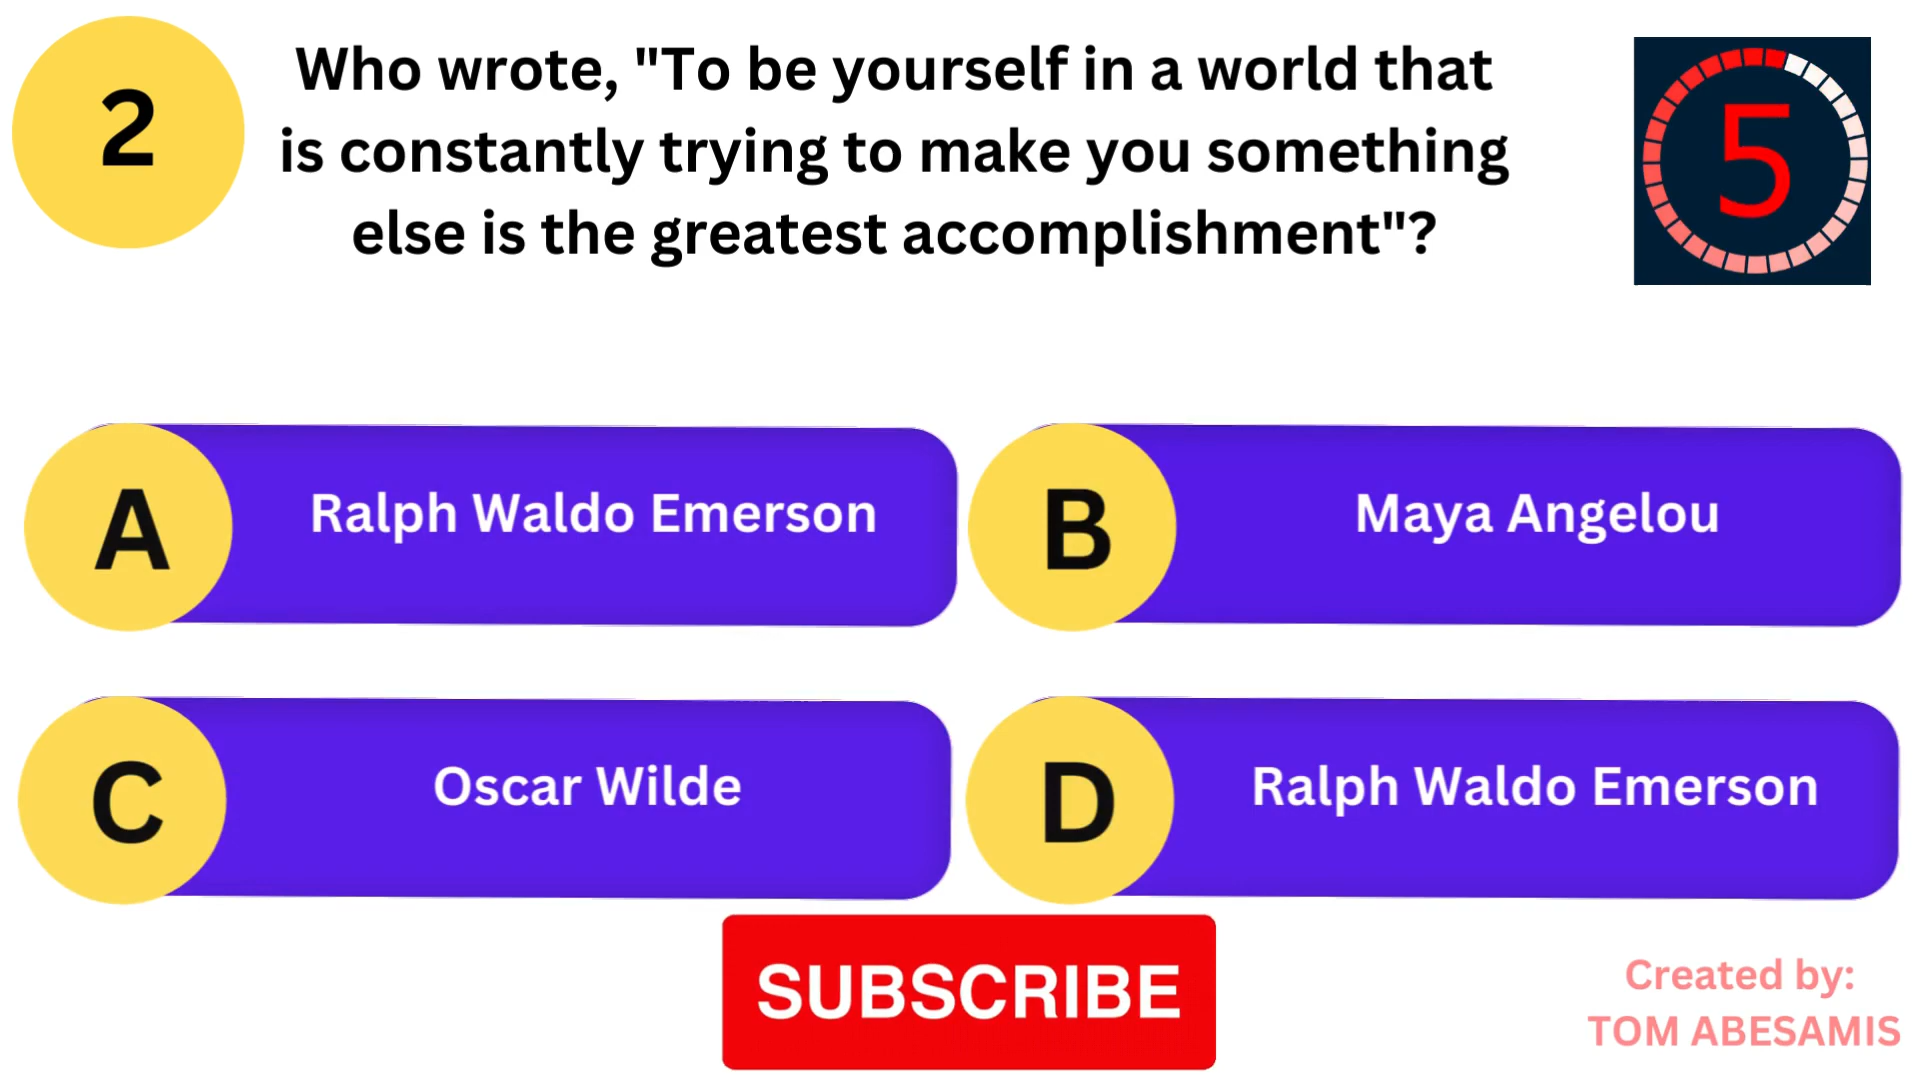 2
Who wrote, "To be yourself in a world that
is constantly trying to make you something
else is the greatest accomplishment"?
5
A
Ralph Waldo Emerson
B
Maya Angelou
C
Oscar Wilde
D
Ralph Waldo Emerson
SUBSCRIBE
Created by:
TOM ABESAMIS